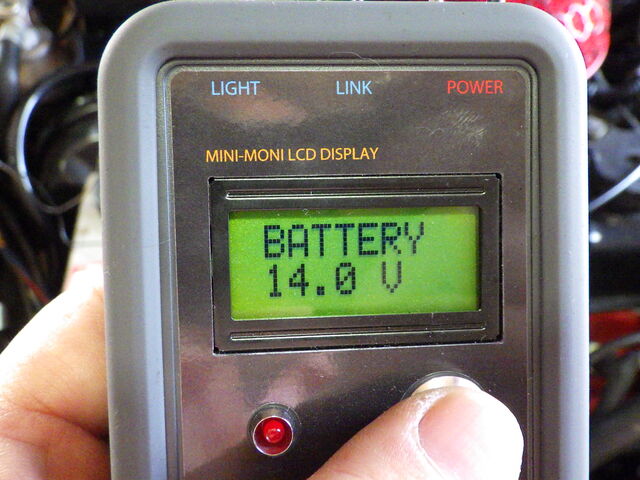 LIGHT LINK POWER
MINI-MONI LCD DISPLAY
BATTERY
14.0 V